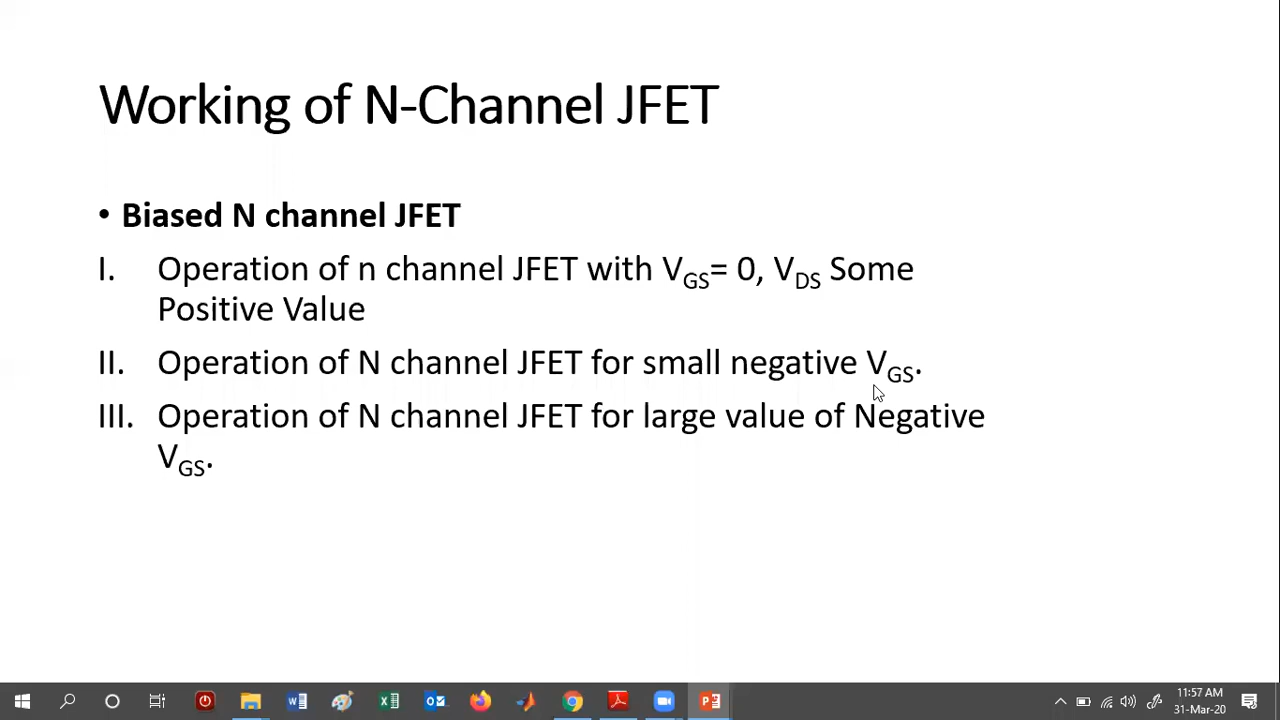 Working of N-Channel JFET
• Biased N channel JFET
I. Operation of n channel JFET with VGS= 0, VDS Some
Positive Value
II. Operation of N channel JFET for small negative VGS.
III. Operation of N channel JFET for large value of Negative
VGS.
11:57 AM
31-Mar-20